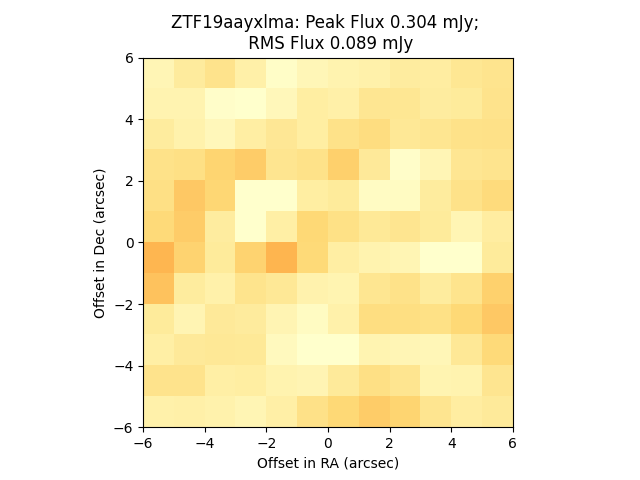 ZTF19aayxlma: Peak Flux 0.304 mJy;
RMS Flux 0.089 mJy
6
4
2
0
−2
−4
−6
Offset in Dec (arcsec)
−6 −4 −2 0 2 4 6
Offset in RA (arcsec)